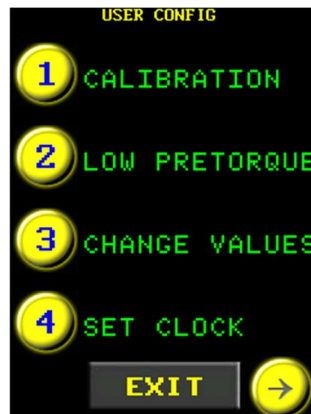 USER CONFIG
1 CALIBRATION
2 LOW PRETORQUE
3 CHANGE VALUES
4 SET CLOCK
EXIT →